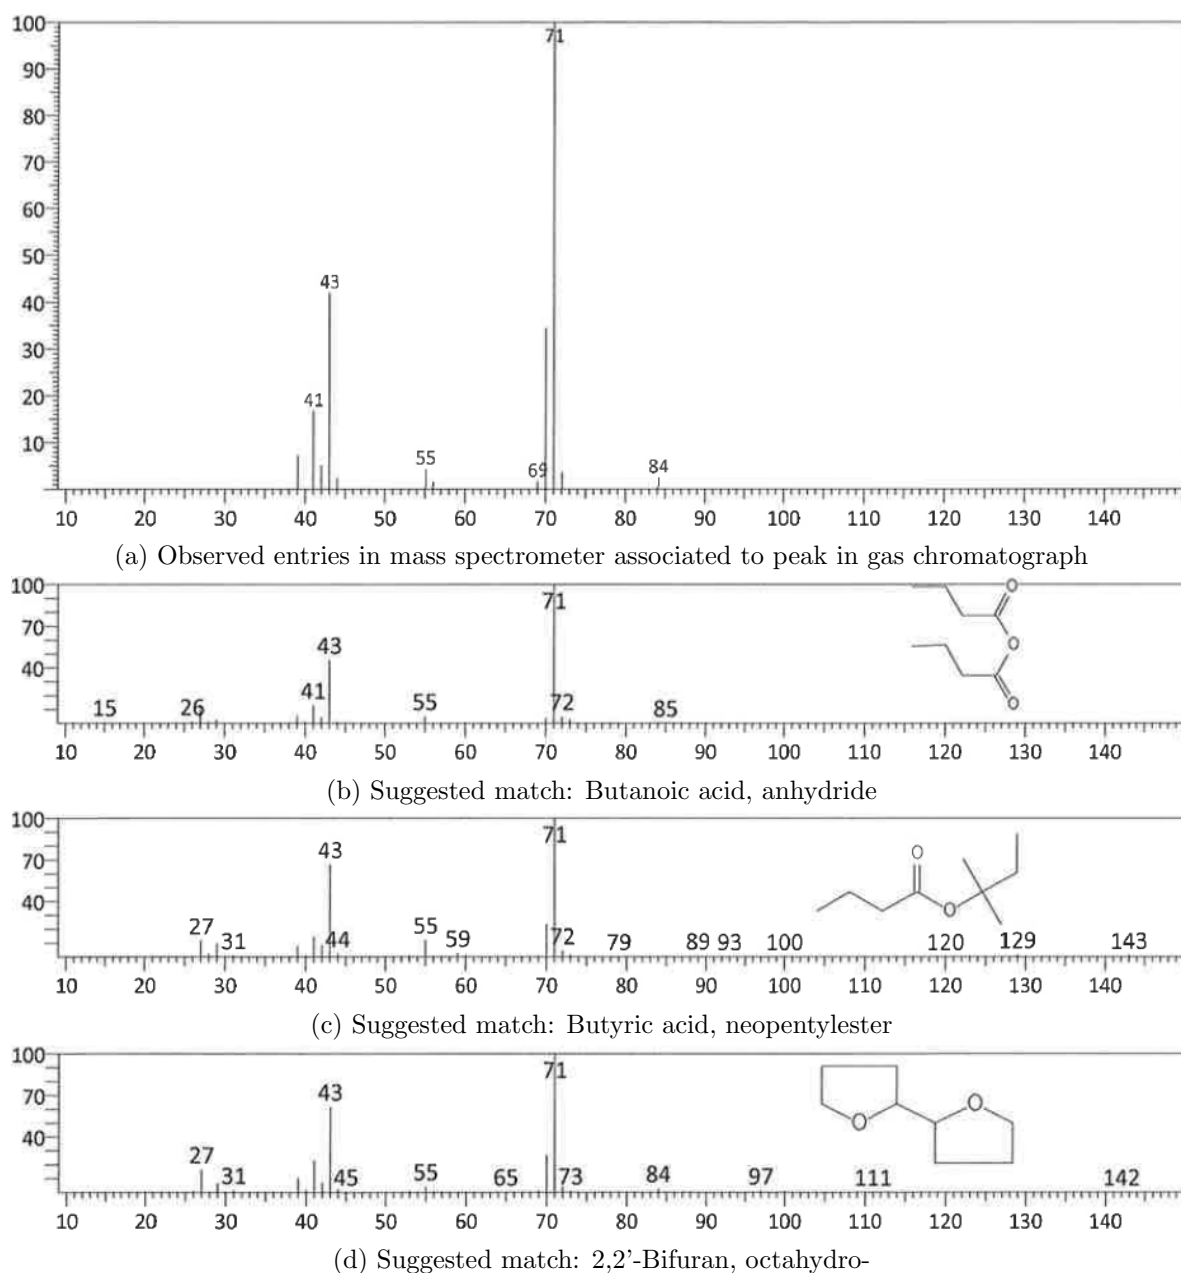 100
71
90
80
70
60
50
43
40
30
20
41
10
55
69
84
10 20 30 40 50 60 70 80 90 100 110 120 130 140
(a) Observed entries in mass spectrometer associated to peak in gas chromatograph
100
71
O
70
43
O
40
41
15 26 55 72 85
O
10 20 30 40 50 60 70 80 90 100 110 120 130 140
(b) Suggested match: Butanoic acid, anhydride
100
71
43
O
70
40
O
27 31 44 55 59 72 79 89 93 100 120 129 143
10 20 30 40 50 60 70 80 90 100 110 120 130 140
(c) Suggested match: Butyric acid, neopentylester
100
71
70
43
O
O
40
27 31 45 55 65 73 84 97 111 142
10 20 30 40 50 60 70 80 90 100 110 120 130 140
(d) Suggested match: 2,2'-Bifuran, octahydro-